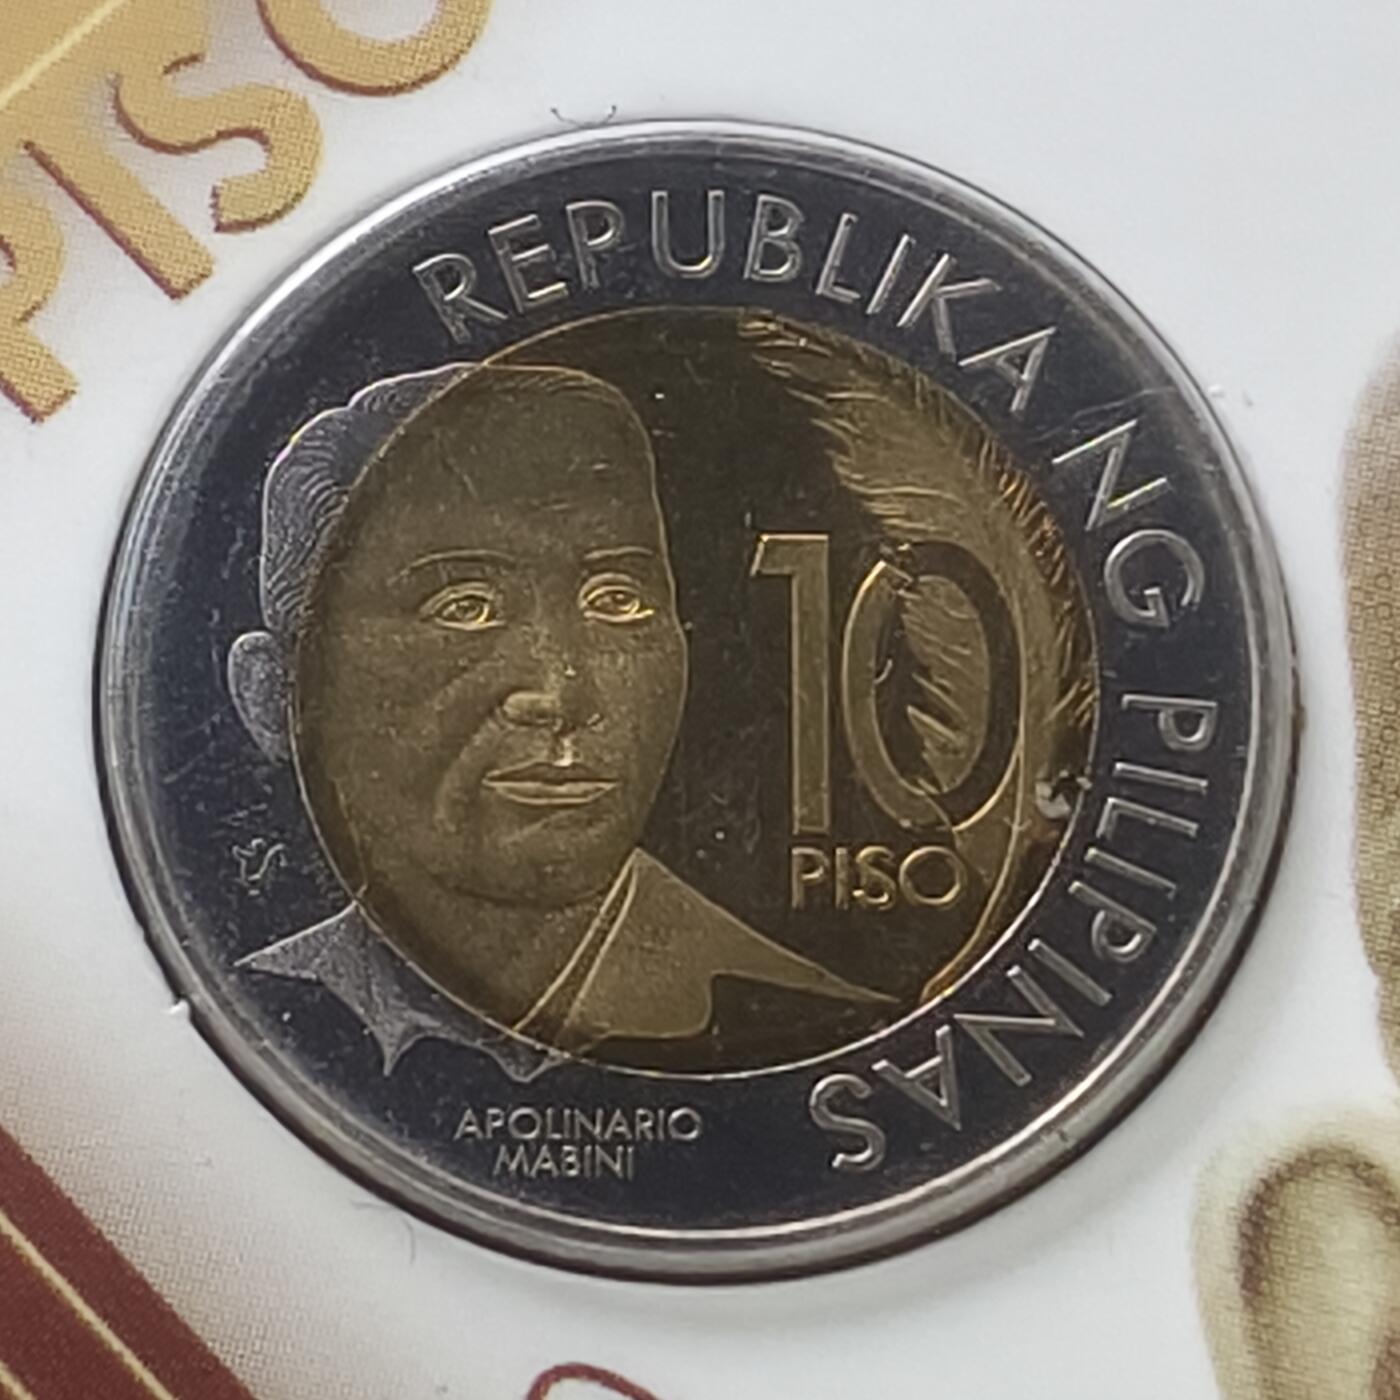 PISO
REPUBLIKA NG PILIPINAS
10
PISO
APOLINARIO
MABINI